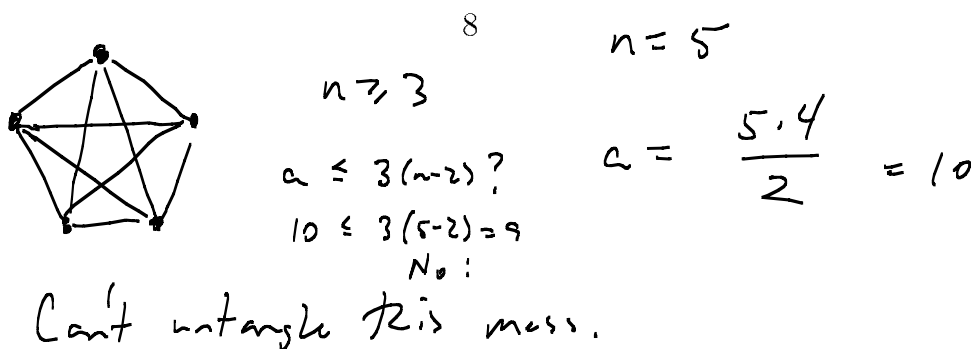 8
n = 5
n ≥ 3
a = 5·4 / 2 = 10
a ≤ 3(n-2)?
10 ≤ 3(5-2) = 9
No!
Can't untangle this mess.